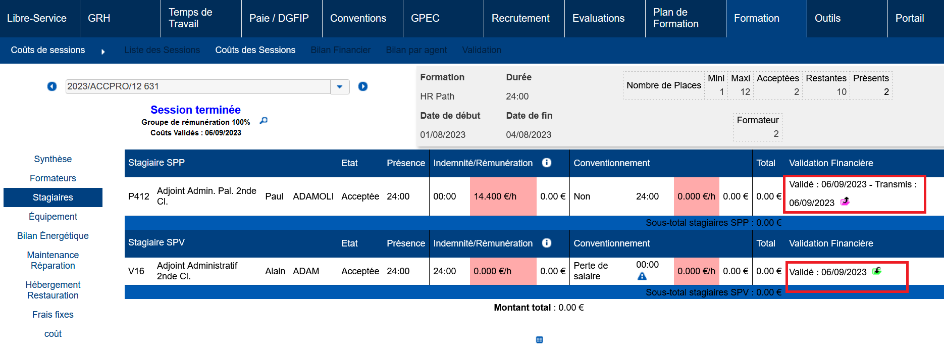 Libre-Service GRH Temps de Travail Paie / DGFIP Conventions GPEC Recrutement Evaluations Plan de Formation Formation Outils Portail
Coûts de sessions Liste des Sessions Coûts des Sessions Bilan Financier Bilan par agent Validation
2023/ACCPRO/12 631
Session terminée
Groupe de rémunération 100%
Coûts Validés : 06/09/2023
Formation Durée
HR Path 24:00
Date de début Date de fin
01/08/2023 04/08/2023
Nombre de Places Mini Maxi Acceptées Restantes Présents
1 12 2 10 2
Formateur
2
Synthèse
Formateurs
Stagiaires
Équipement
Bilan Énergétique
Maintenance
Réparation
Hébergement
Restauration
Frais fixes
coût
Stagiaire SPP Etat Présence Indemnité/Rémunération Conventionnement Total Validation Financière
P412 Adjoint Admin. Pal. 2nde Cl. Paul ADAMOLI Acceptée 24:00 00:00 14.400 €/h 0.00 € Non 24:00 0.000 €/h 0.00 € 0.00 € Validé : 06/09/2023 - Transmis : 06/09/2023
Sous-total stagiaires SPP : 0.00 €
Stagiaire SPV Etat Présence Indemnité/Rémunération Conventionnement Total Validation Financière
V16 Adjoint Administratif 2nde Cl. Alain ADAM Acceptée 24:00 24:00 0.000 €/h 0.00 € Perte de salaire 00:00 0.000 €/h 0.00 € 0.00 € Validé : 06/09/2023
Sous-total stagiaires SPV : 0.00 €
Montant total : 0.00 €